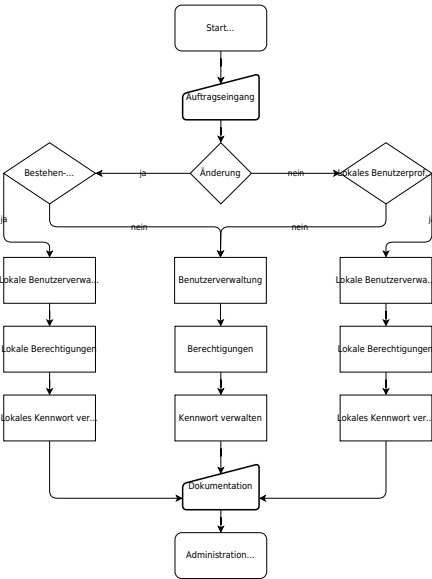 Start...
Auftragseingang
Bestehen-...
ja
Änderung
nein
Lokales Benutzerprof...
ja
nein
nein
j
Lokale Benutzerverwa...
Benutzerverwaltung
Lokale Benutzerverwa...
Lokale Berechtigungen
Berechtigungen
Lokale Berechtigungen
Lokales Kennwort ver...
Kennwort verwalten
Lokales Kennwort ver...
Dokumentation
Administration...